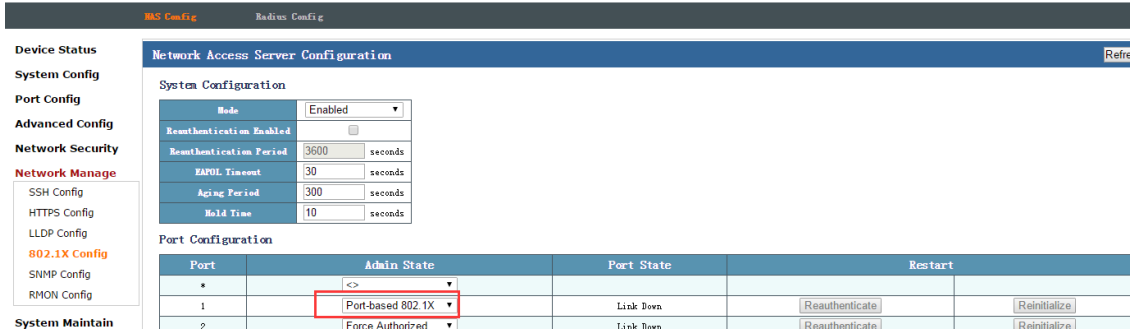 NAS Config Radius Config
Device Status
System Config
Port Config
Advanced Config
Network Security
Network Manage
SSH Config
HTTPS Config
LLDP Config
802.1X Config
SNMP Config
RMON Config
System Maintain
Network Access Server Configuration Refre
System Configuration
Mode Enabled
Reauthentication Enabled
Reauthentication Period 3600 seconds
EAPOL Timeout 30 seconds
Aging Period 300 seconds
Hold Time 10 seconds
Port Configuration
Port Admin State Port State Restart
* <>
1 Port-based 802.1X Link Down Reauthenticate Reinitialize
2 Force Authorized Link Down Reauthenticate Reinitialize